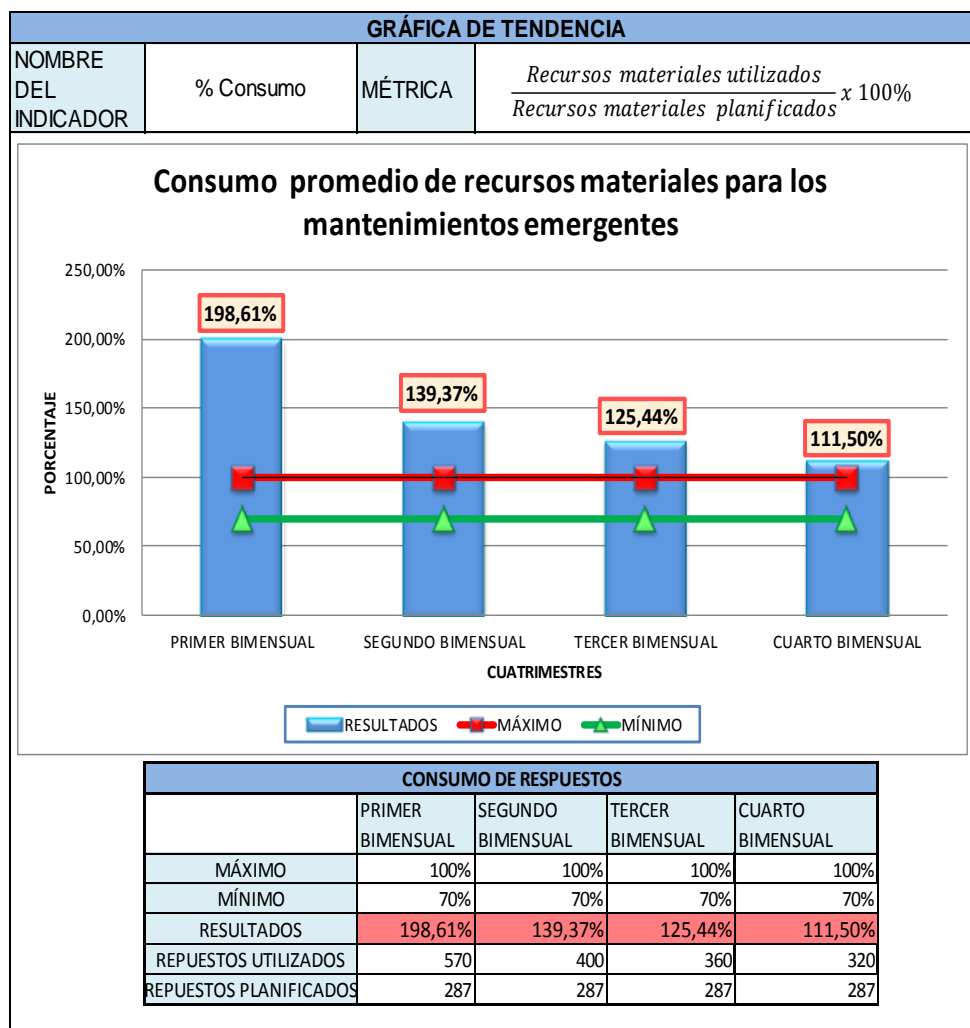 GRÁFICA DE TENDENCIA
NOMBRE
DEL
INDICADOR
% Consumo
MÉTRICA
Recursos materiales utilizados
Recursos materiales planificados x 100%
Consumo promedio de recursos materiales para los
mantenimientos emergentes
250,00%
200,00%
150,00%
100,00%
50,00%
0,00%
PORCENTAJE
198,61%
139,37%
125,44%
111,50%
PRIMER BIMENSUAL SEGUNDO BIMENSUAL TERCER BIMENSUAL CUARTO BIMENSUAL
CUATRIMESTRES
RESULTADOS MÁXIMO MÍNIMO
CONSUMO DE RESPUESTOS
PRIMER SEGUNDO TERCER CUARTO
BIMENSUAL BIMENSUAL BIMENSUAL BIMENSUAL
MÁXIMO 100% 100% 100% 100%
MÍNIMO 70% 70% 70% 70%
RESULTADOS 198,61% 139,37% 125,44% 111,50%
REPUESTOS UTILIZADOS 570 400 360 320
REPUESTOS PLANIFICADOS 287 287 287 287